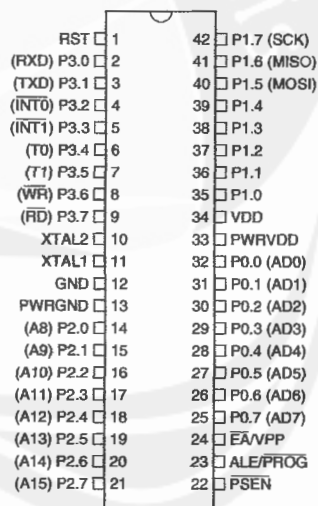 RST 1 42 P1.7 (SCK)
(RXD) P3.0 2 41 P1.6 (MISO)
(TXD) P3.1 3 40 P1.5 (MOSI)
(I̅N̅T̅0̅) P3.2 4 39 P1.4
(I̅N̅T̅1̅) P3.3 5 38 P1.3
(T0) P3.4 6 37 P1.2
(T1) P3.5 7 36 P1.1
(W̅R̅) P3.6 8 35 P1.0
(R̅D̅) P3.7 9 34 VDD
XTAL2 10 33 PWRVDD
XTAL1 11 32 P0.0 (AD0)
GND 12 31 P0.1 (AD1)
PWRGND 13 30 P0.2 (AD2)
(A8) P2.0 14 29 P0.3 (AD3)
(A9) P2.1 15 28 P0.4 (AD4)
(A10) P2.2 16 27 P0.5 (AD5)
(A11) P2.3 17 26 P0.6 (AD6)
(A12) P2.4 18 25 P0.7 (AD7)
(A13) P2.5 19 24 E̅A̅/VPP
(A14) P2.6 20 23 ALE/P̅R̅O̅G̅
(A15) P2.7 21 22 P̅S̅E̅N̅